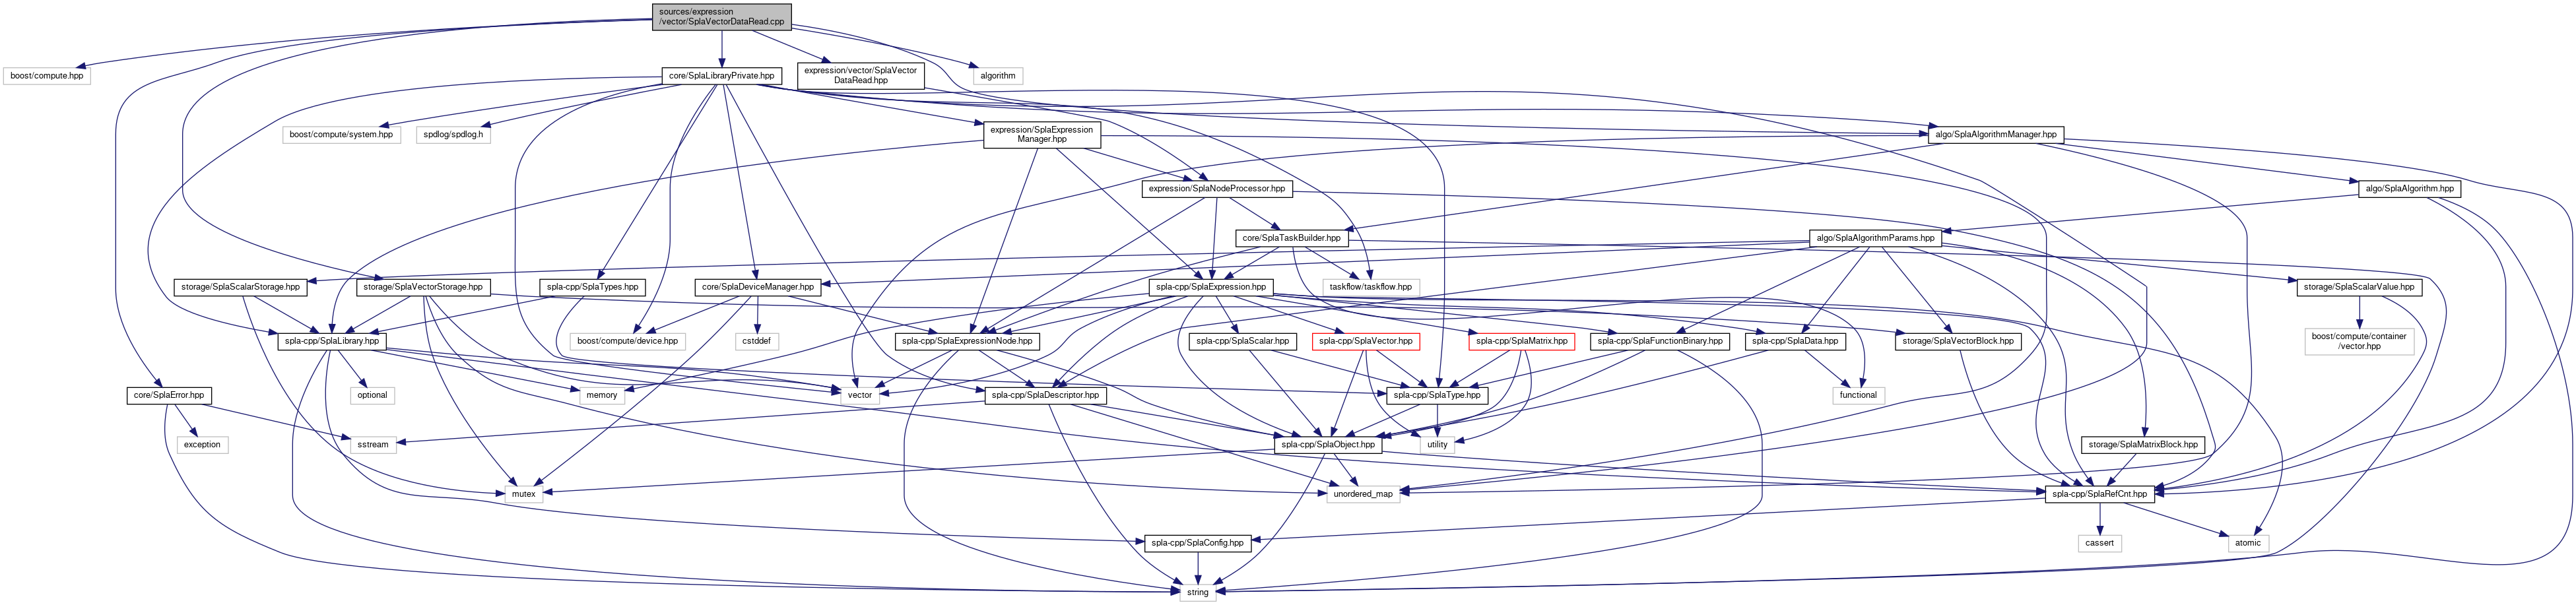 sources/expression
/vector/SplaVectorDataRead.cpp
boost/compute.hpp
core/SplaLibraryPrivate.hpp
expression/vector/SplaVector
DataRead.hpp
algorithm
boost/compute/system.hpp
spdlog/spdlog.h
expression/SplaExpression
Manager.hpp
algo/SplaAlgorithmManager.hpp
expression/SplaNodeProcessor.hpp
algo/SplaAlgorithm.hpp
core/SplaTaskBuilder.hpp
algo/SplaAlgorithmParams.hpp
storage/SplaScalarStorage.hpp
storage/SplaVectorStorage.hpp
spla-cpp/SplaTypes.hpp
core/SplaDeviceManager.hpp
spla-cpp/SplaExpression.hpp
taskflow/taskflow.hpp
storage/SplaScalarValue.hpp
spla-cpp/SplaLibrary.hpp
boost/compute/device.hpp
cstddef
spla-cpp/SplaExpressionNode.hpp
spla-cpp/SplaScalar.hpp
spla-cpp/SplaVector.hpp
spla-cpp/SplaMatrix.hpp
spla-cpp/SplaFunctionBinary.hpp
spla-cpp/SplaData.hpp
storage/SplaVectorBlock.hpp
boost/compute/container
/vector.hpp
core/SplaError.hpp
optional
memory
vector
spla-cpp/SplaDescriptor.hpp
spla-cpp/SplaType.hpp
functional
exception
sstream
spla-cpp/SplaObject.hpp
utility
storage/SplaMatrixBlock.hpp
mutex
unordered_map
spla-cpp/SplaRefCnt.hpp
spla-cpp/SplaConfig.hpp
cassert
atomic
string